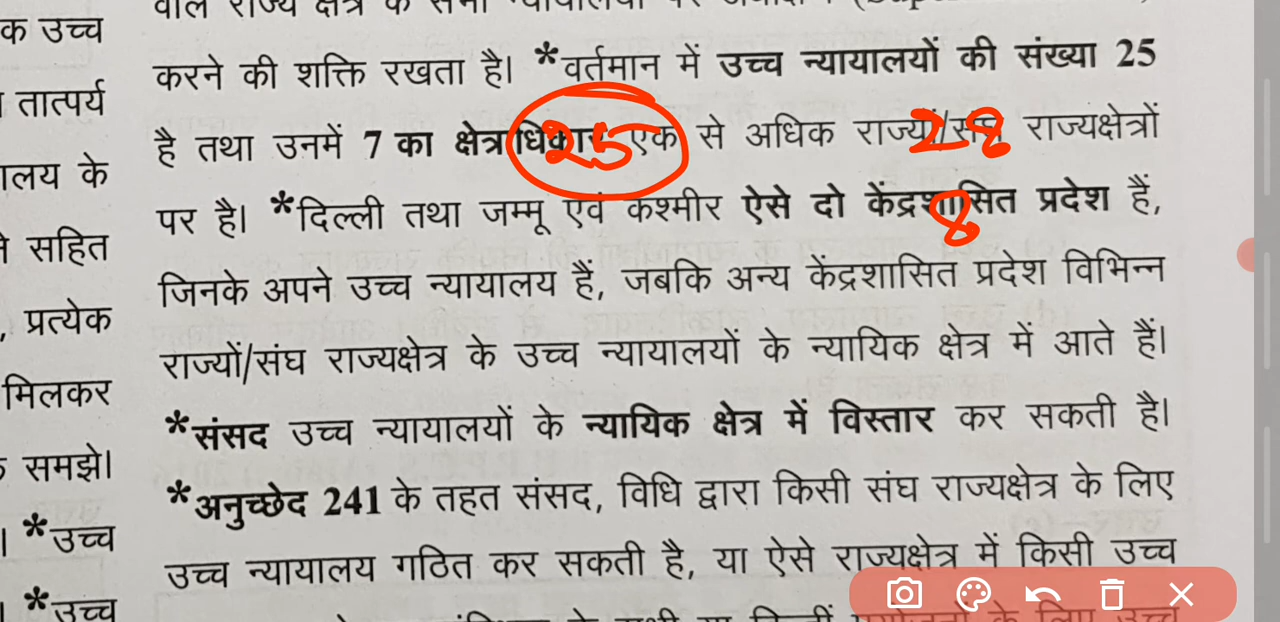 क उच्च
तात्पर्य
ालय के
सहित
, प्रत्येक
मिलकर
समझे।
। *उच्च
। *उच्च
करने की शक्ति रखता है। *वर्तमान में उच्च न्यायालयों की संख्या 25
है तथा उनमें 7 का क्षेत्राधिकार एक से अधिक राज्यों/संघ राज्यक्षेत्रों
25
28
पर है। *दिल्ली तथा जम्मू एवं कश्मीर ऐसे दो केंद्रशासित प्रदेश हैं,
8
जिनके अपने उच्च न्यायालय है, जबकि अन्य केंद्रशासित प्रदेश विभिन्न
राज्यों/संघ राज्यक्षेत्र के उच्च न्यायालयों के न्यायिक क्षेत्र में आते हैं।
*संसद उच्च न्यायालयों के न्यायिक क्षेत्र में विस्तार कर सकती है।
*अनुच्छेद 241 के तहत संसद, विधि द्वारा किसी संघ राज्यक्षेत्र के लिए
उच्च न्यायालय गठित कर सकती है, या ऐसे राज्यक्षेत्र में किसी उच्च